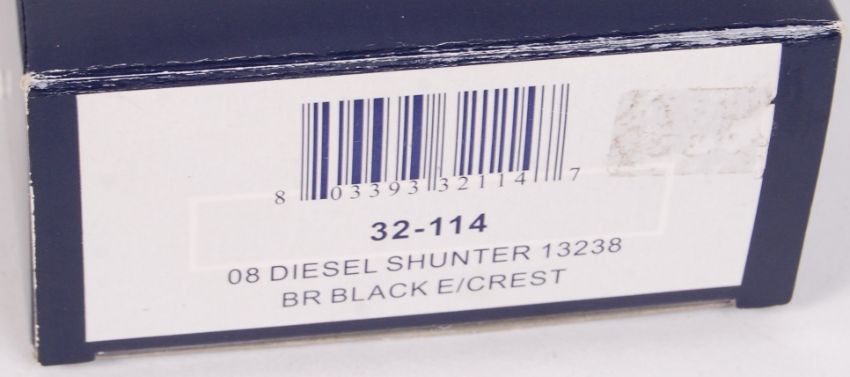 8 03393 32114 7
32-114
08 DIESEL SHUNTER 13238
BR BLACK E/CREST